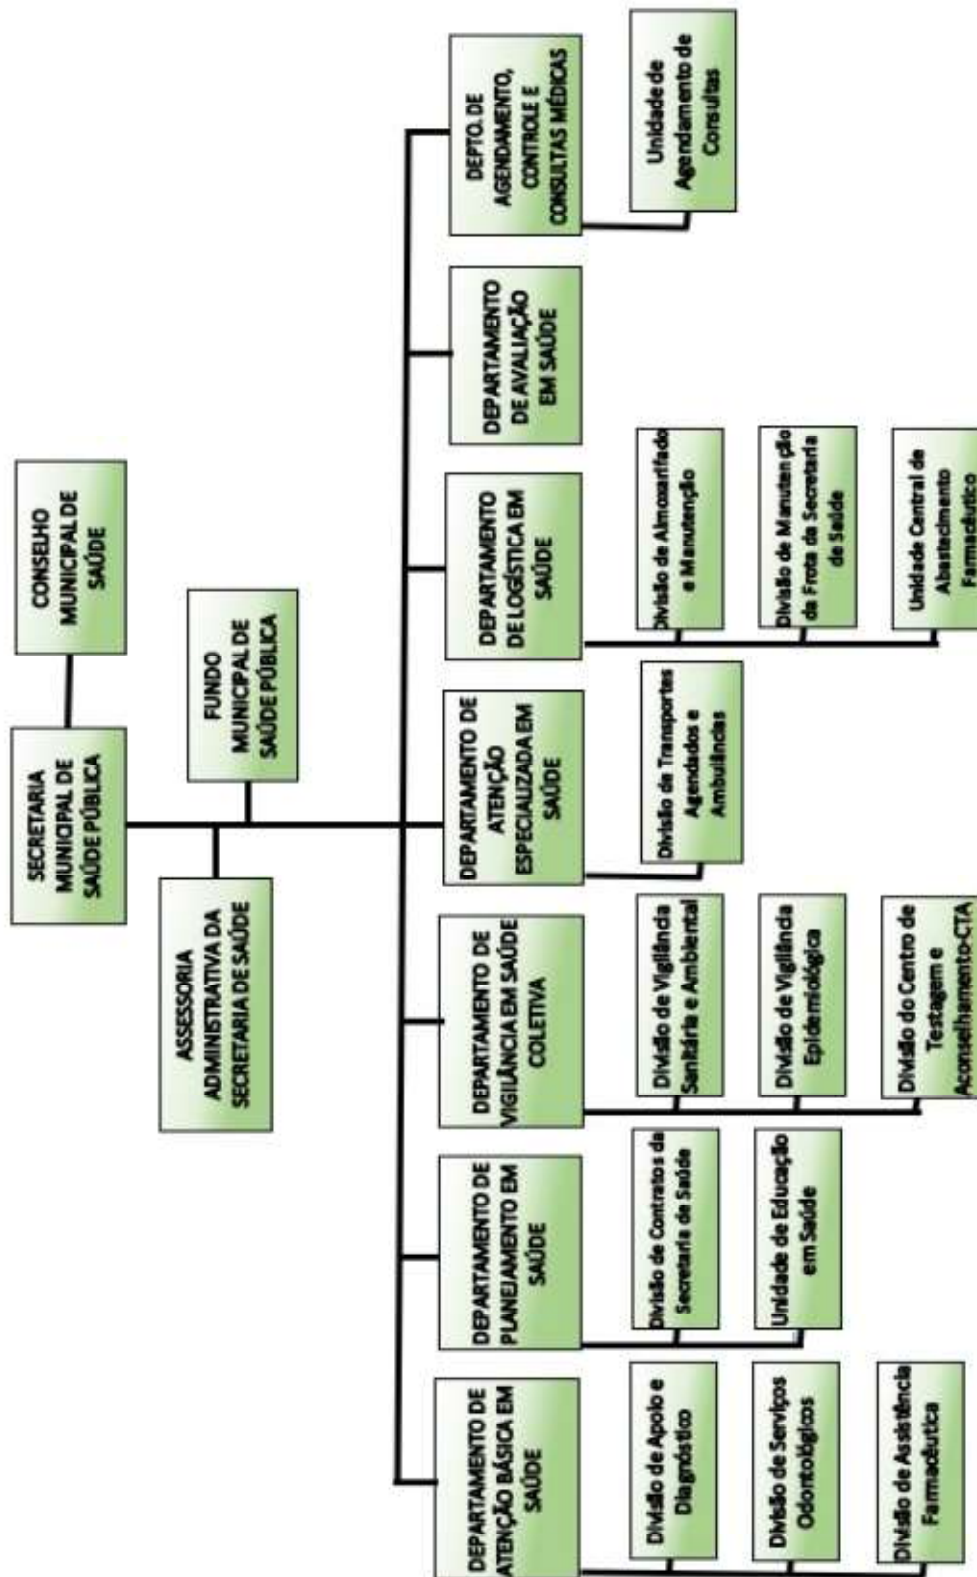 SECRETARIA
MUNICIPAL DE
SAÚDE PÚBLICA
CONSELHO
MUNICIPAL DE
SAÚDE
ASSESSORIA
ADMINISTRATIVA DA
SECRETARIA DE SAÚDE
FUNDO
MUNICIPAL DE
SAÚDE PÚBLICA
DEPARTAMENTO DE
ATENÇÃO BÁSICA EM
SAÚDE
Divisão de Apoio e
Diagnóstico
Divisão de Serviços
Odontológicos
Divisão de Assistência
Farmacêutica
DEPARTAMENTO DE
PLANEJAMENTO EM
SAÚDE
Divisão de Contratos da
Secretaria de Saúde
Unidade de Educação
em Saúde
DEPARTAMENTO DE
VIGILÂNCIA EM SAÚDE
COLETIVA
Divisão de Vigilância
Sanitária e Ambiental
Divisão de Vigilância
Epidemiológica
Divisão do Centro de
Testagem e
Aconselhamento-CTA
DEPARTAMENTO DE
ATENÇÃO
ESPECIALIZADA EM
SAÚDE
Divisão de Transportes
Agendados e
Ambulâncias
DEPARTAMENTO
DE LOGÍSTICA EM
SAÚDE
Divisão de Almoxarifado
e Manutenção
Divisão de Manutenção
da Frota da Secretaria
de Saúde
Unidade Central de
Abastecimento
Farmacêutico
DEPARTAMENTO
DE AVALIAÇÃO
EM SAÚDE
DEPTO. DE
AGENDAMENTO,
CONTROLE E
CONSULTAS MÉDICAS
Unidade de
Agendamento de
Consultas